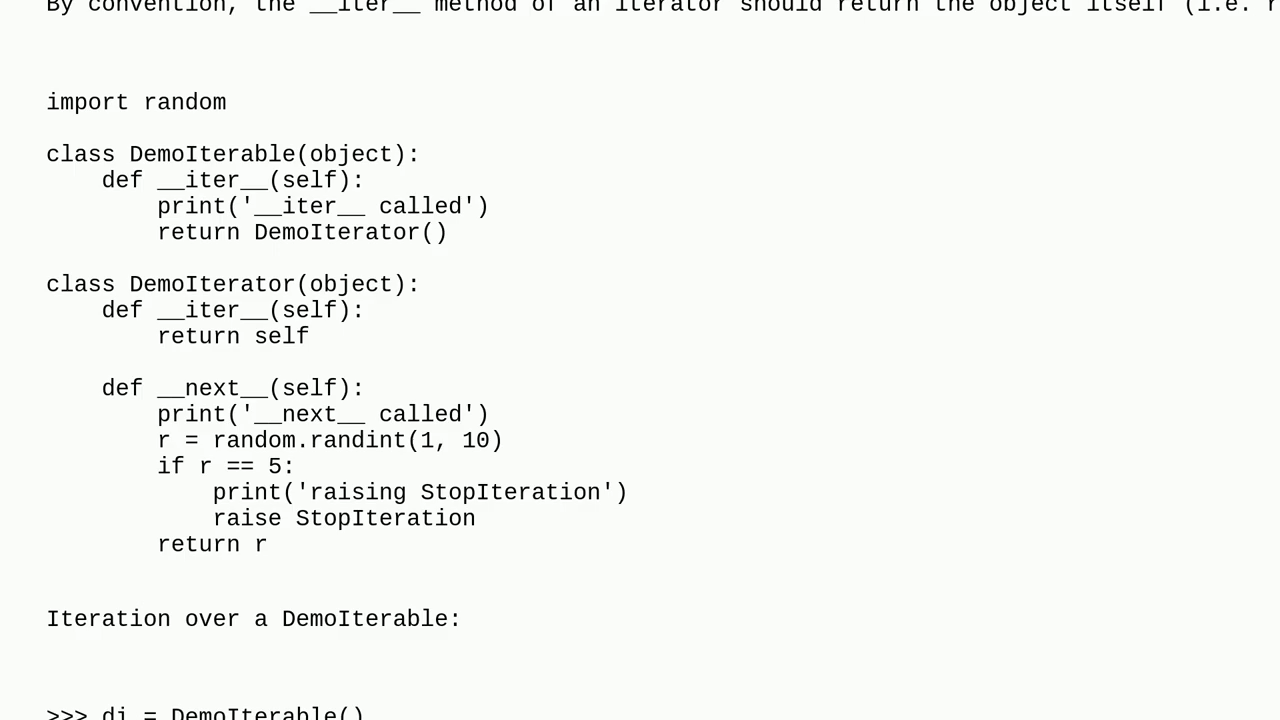 By convention, the __iter__ method of an iterator should return the object itself (i.e.
import random
class DemoIterable(object):
    def __iter__(self):
        print('__iter__ called')
        return DemoIterator()
class DemoIterator(object):
    def __iter__(self):
        return self
    def __next__(self):
        print('__next__ called')
        r = random.randint(1, 10)
        if r == 5:
            print('raising StopIteration')
            raise StopIteration
        return r
Iteration over a DemoIterable:
>>> di = DemoIterable()